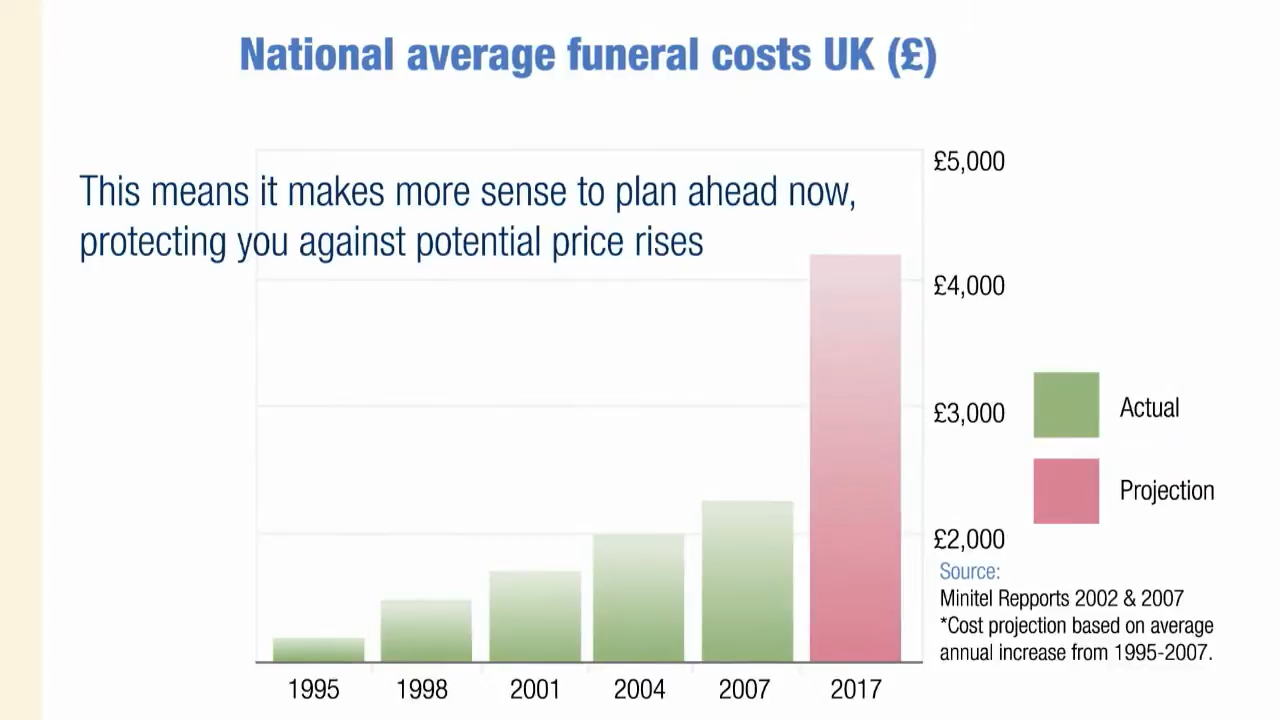 National average funeral costs UK (£)
This means it makes more sense to plan ahead now,
protecting you against potential price rises
£5,000
£4,000
£3,000
£2,000
Actual
Projection
Source:
Minitel Repports 2002 & 2007
*Cost projection based on average
annual increase from 1995-2007.
1995 1998 2001 2004 2007 2017